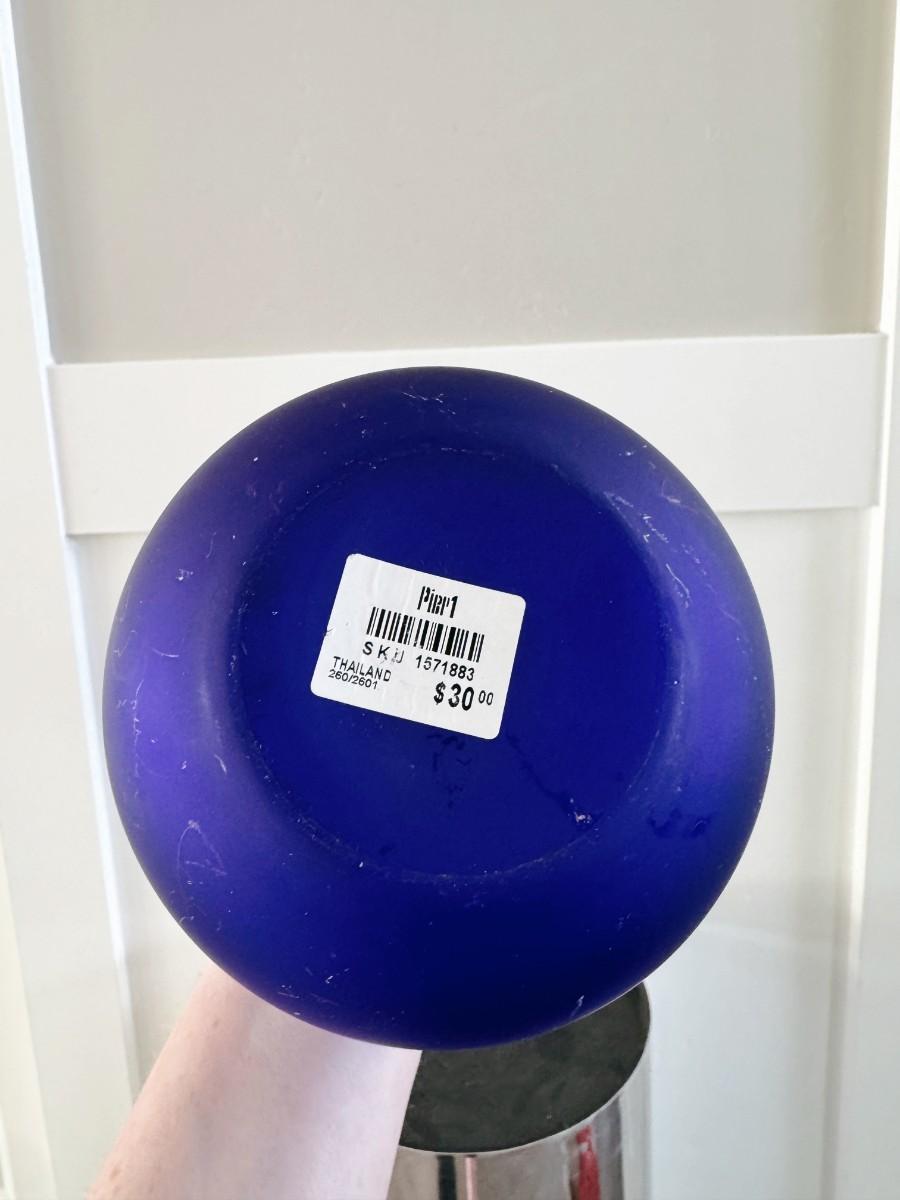 Pier1
SKU 1571883
THAILAND
260/2601
$30 00